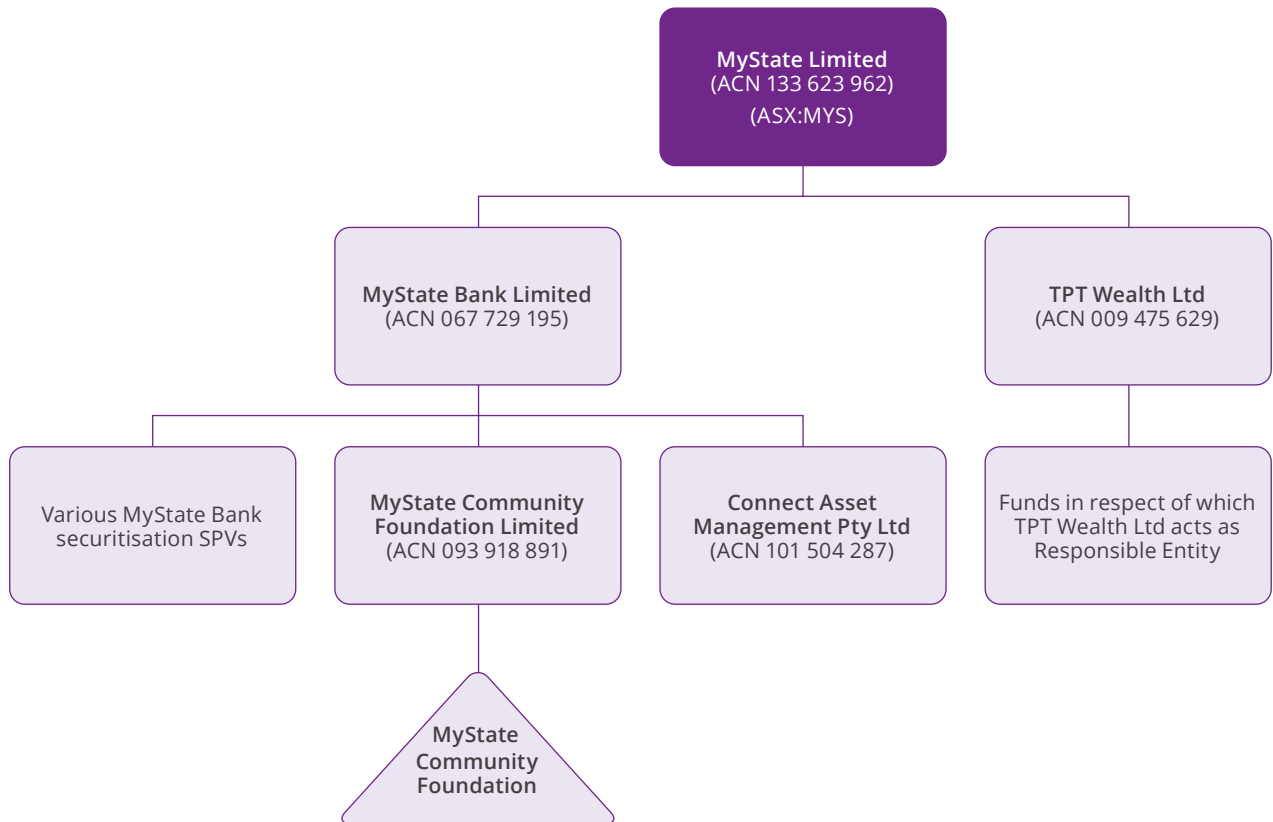 MyState Limited
(ACN 133 623 962)
(ASX:MYS)
MyState Bank Limited
(ACN 067 729 195)
TPT Wealth Ltd
(ACN 009 475 629)
Various MyState Bank
securitisation SPVs
MyState Community
Foundation Limited
(ACN 093 918 891)
Connect Asset
Management Pty Ltd
(ACN 101 504 287)
Funds in respect of which
TPT Wealth Ltd acts as
Responsible Entity
MyState
Community
Foundation